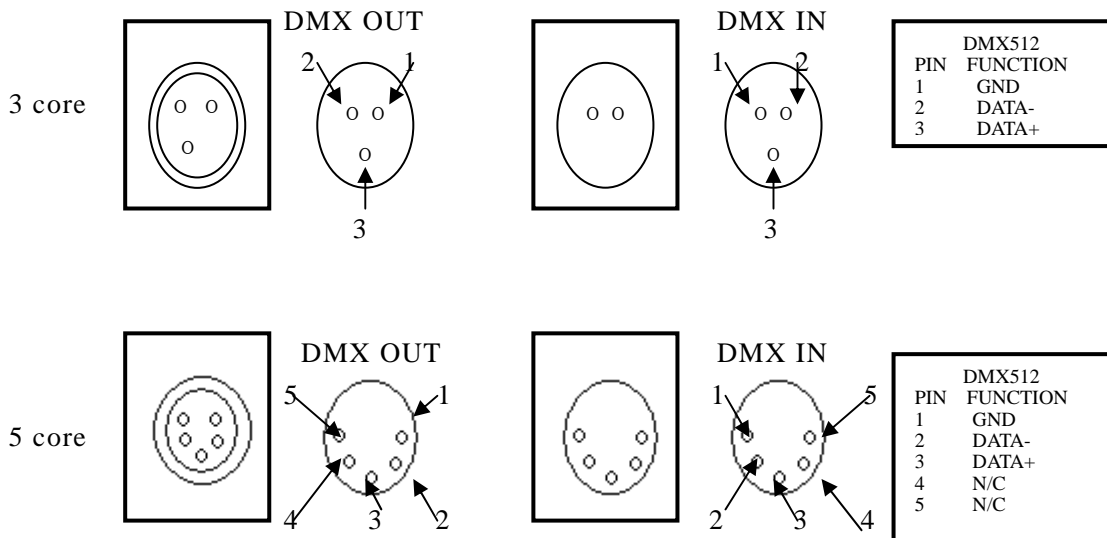 DMX OUT
DMX IN
2 1
1 2
DMX512
PIN FUNCTION
1 GND
2 DATA-
3 DATA+
3 core
3
3
DMX OUT
DMX IN
5 1
1 5
DMX512
PIN FUNCTION
1 GND
2 DATA-
3 DATA+
4 N/C
5 N/C
5 core
4 3 2
2 3 4